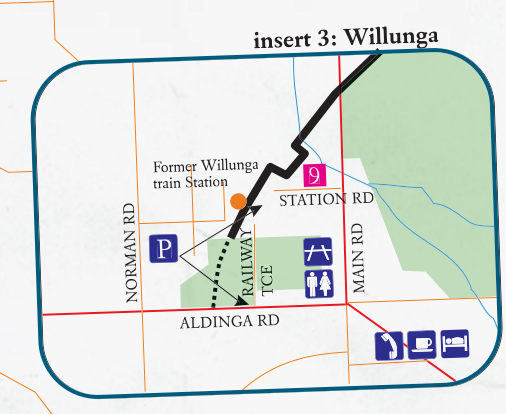 insert 3: Willunga
Former Willunga
train Station
9
STATION RD
NORMAN RD
P
RAILWAY
TCE
MAIN RD
ALDINGA RD